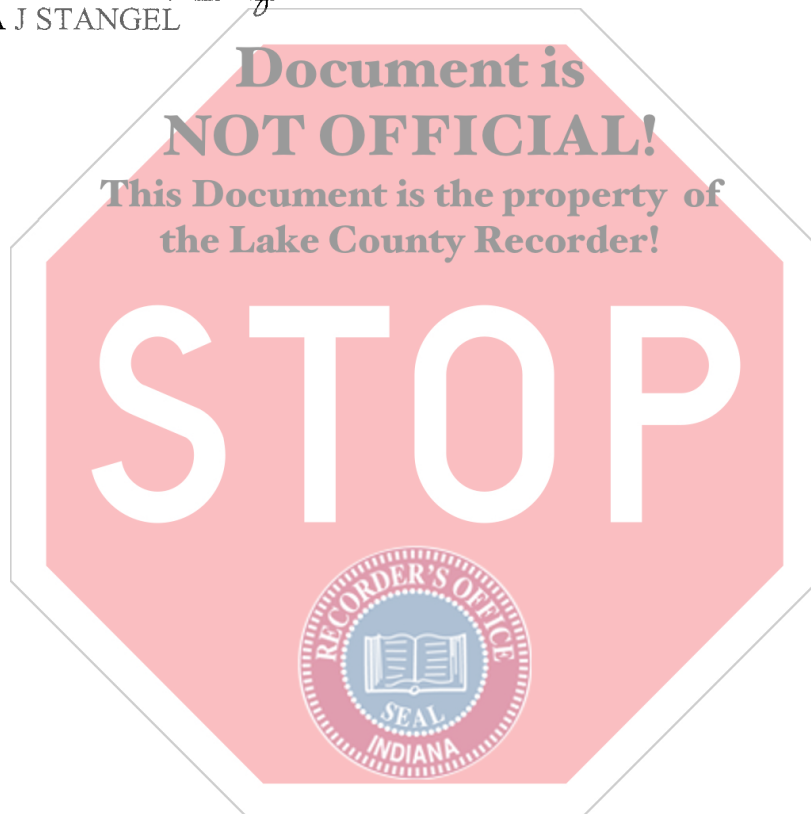 J STANGEL
Document is
NOT OFFICIAL!
This Document is the property of
the Lake County Recorder!
STOP
RECORDER'S OFFICE
SEAL
INDIANA